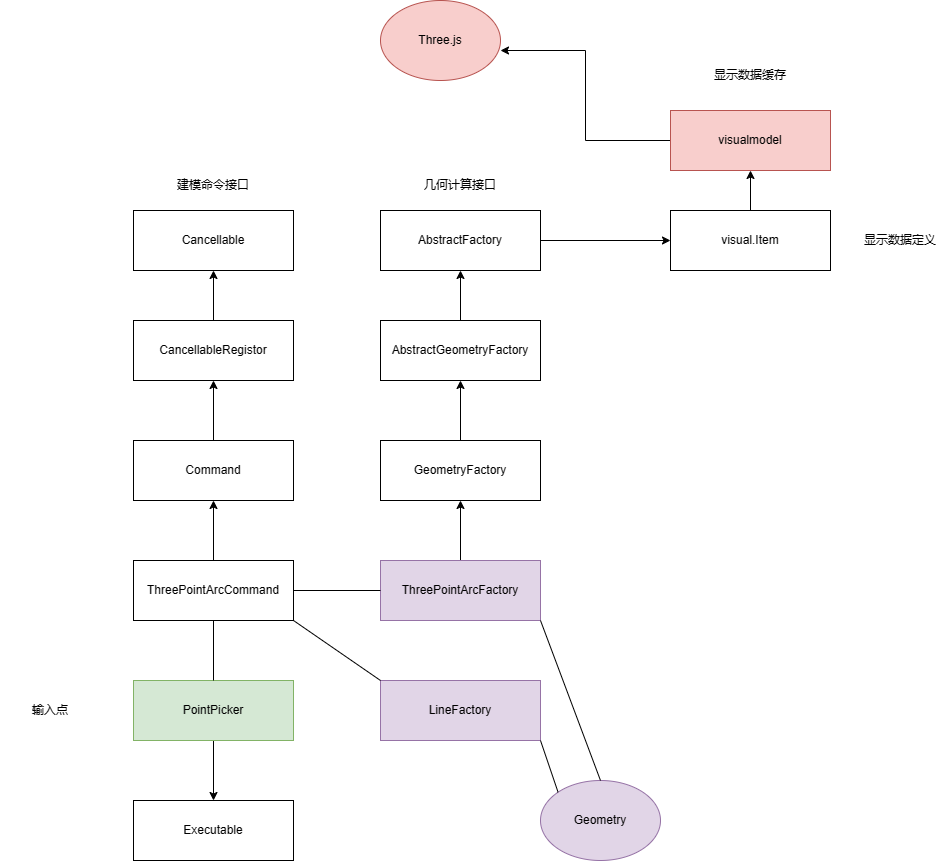 Three.js
显示数据缓存
visualmodel
建模命令接口
几何计算接口
Cancellable
AbstractFactory
visual.Item
显示数据定义
CancellableRegistor
AbstractGeometryFactory
Command
GeometryFactory
ThreePointArcCommand
ThreePointArcFactory
输入点
PointPicker
LineFactory
Executable
Geometry